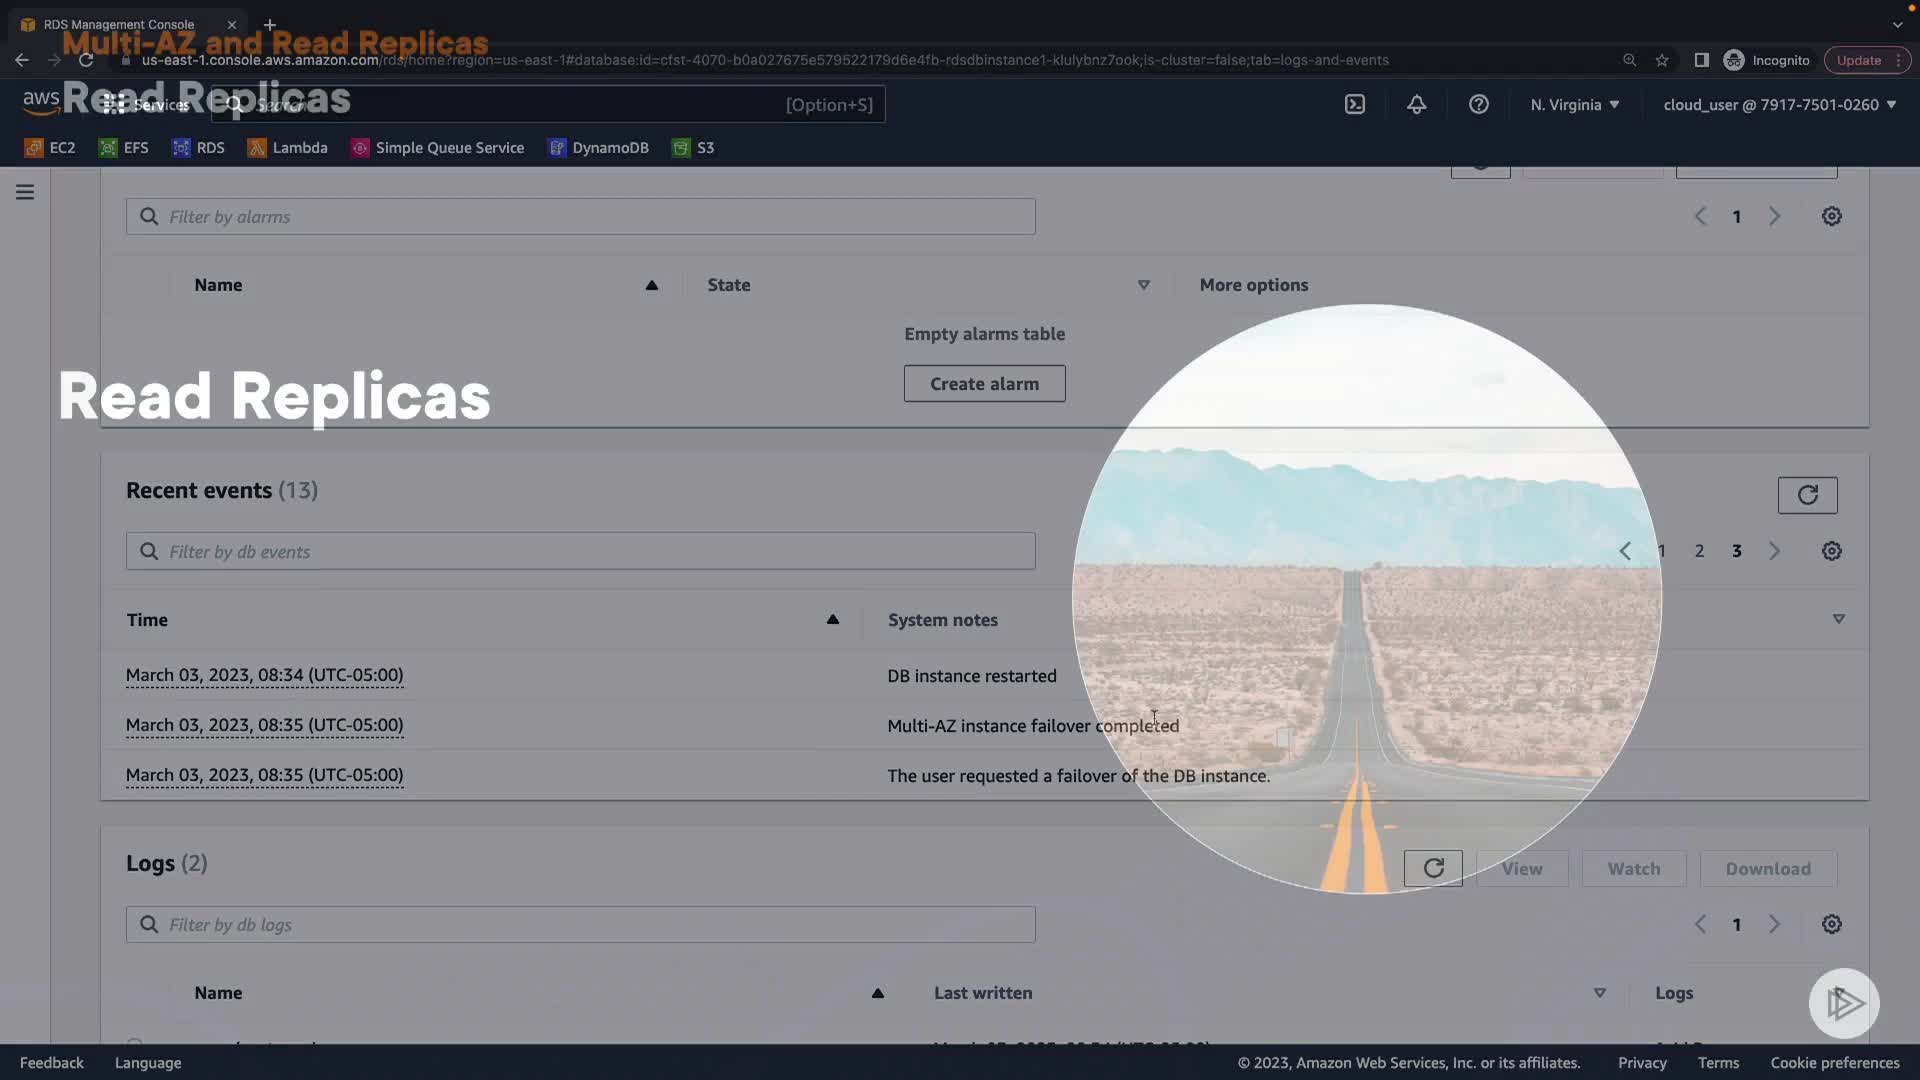 RDS Management Console
Multi-AZ and Read Replicas
us-east-1.console.aws.amazon.com/rds/home?region=us-east-1#database:id=cfst-4070-b0a027675e579522179d6e4fb-rdsdbinstance1-klulybnz7ook;is-cluster=false;tab=logs-and-events
Incognito
Update
aws
Read Replicas
Services
Search
[Option+S]
N. Virginia
cloud_user @ 7917-7501-0260
EC2
EFS
RDS
Lambda
Simple Queue Service
DynamoDB
S3
Filter by alarms
1
Name
State
More options
Empty alarms table
Create alarm
Read Replicas
Recent events (13)
Filter by db events
1 2 3
Time
System notes
March 03, 2023, 08:34 (UTC-05:00)
DB instance restarted
March 03, 2023, 08:35 (UTC-05:00)
Multi-AZ instance failover completed
March 03, 2023, 08:35 (UTC-05:00)
The user requested a failover of the DB instance.
Logs (2)
View
Watch
Download
Filter by db logs
1
Name
Last written
Logs
Feedback
Language
© 2023, Amazon Web Services, Inc. or its affiliates.
Privacy
Terms
Cookie preferences